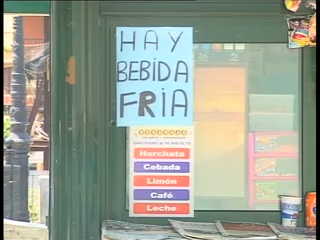 HAY
BEBIDA
FRIA
Horchata
Cebada
Limón
Café
Leche